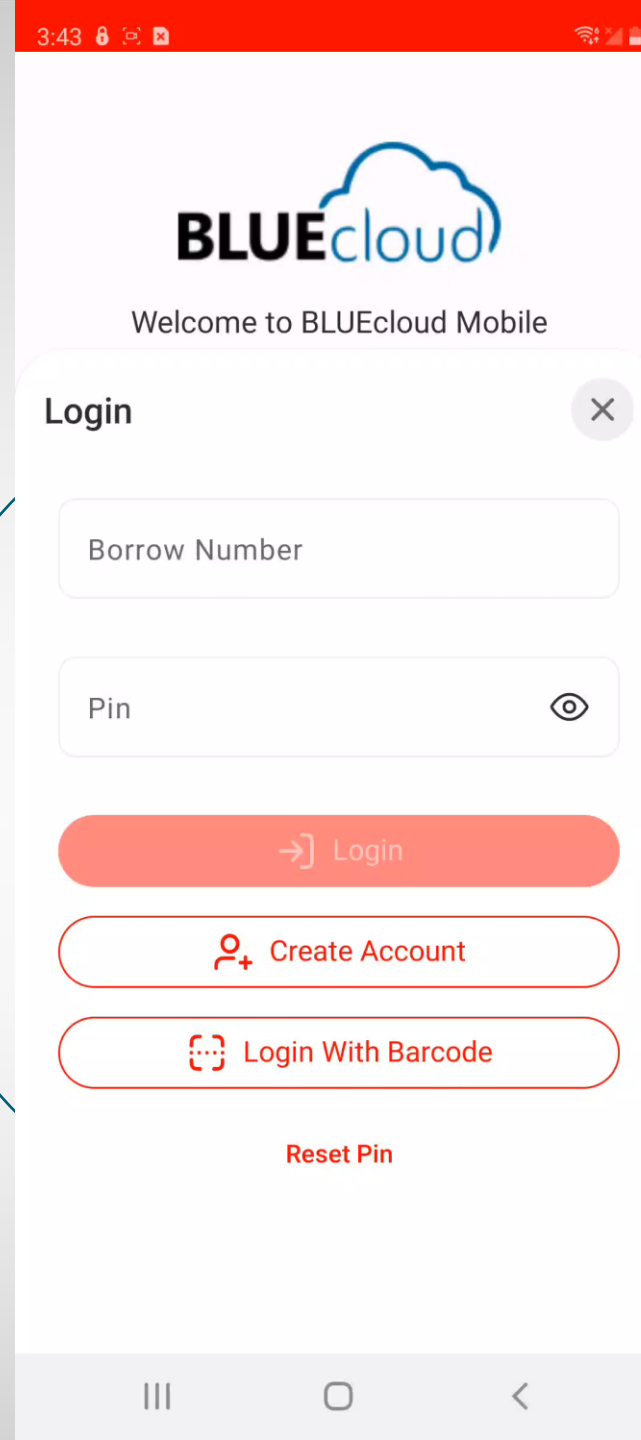 3:43
BLUEcloud
Welcome to BLUEcloud Mobile
Login
Borrow Number
Pin
Login
Create Account
Login With Barcode
Reset Pin